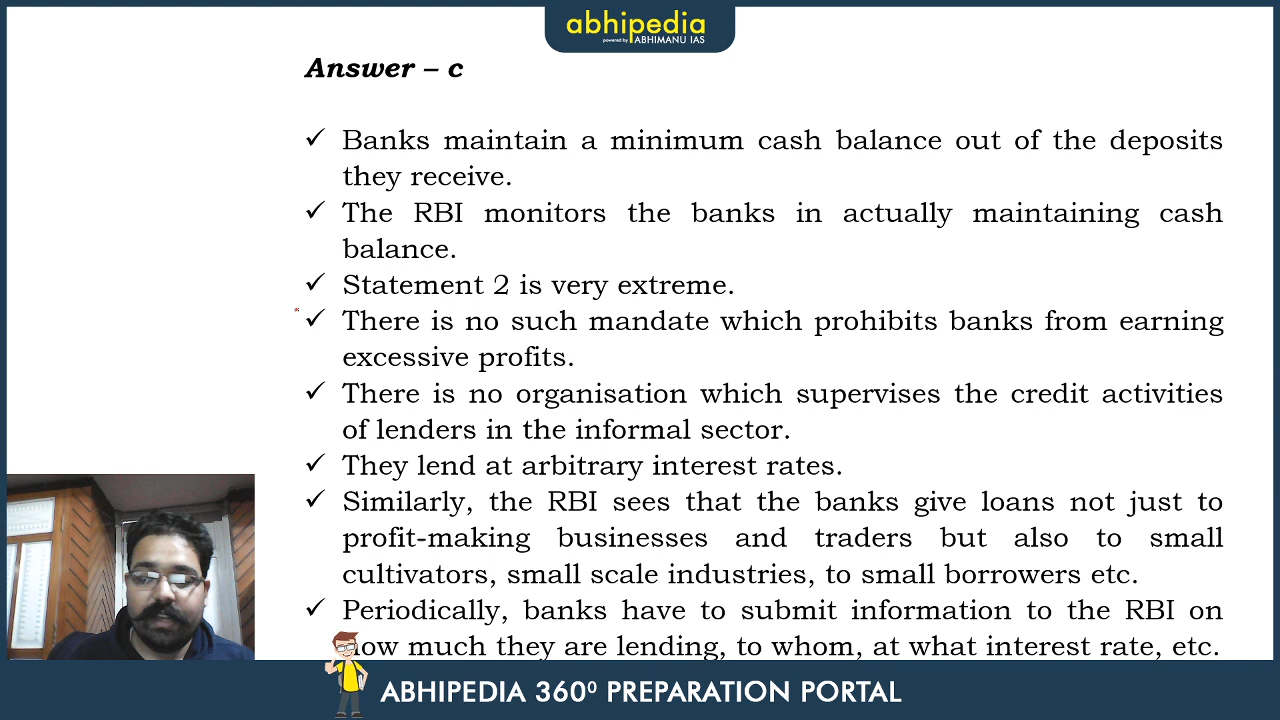 abhipedia
powered by ABHIMANU IAS
Answer – c
✓ Banks maintain a minimum cash balance out of the deposits
they receive.
✓ The RBI monitors the banks in actually maintaining cash
balance.
✓ Statement 2 is very extreme.
✓ There is no such mandate which prohibits banks from earning
excessive profits.
✓ There is no organisation which supervises the credit activities
of lenders in the informal sector.
✓ They lend at arbitrary interest rates.
✓ Similarly, the RBI sees that the banks give loans not just to
profit-making businesses and traders but also to small
cultivators, small scale industries, to small borrowers etc.
✓ Periodically, banks have to submit information to the RBI on
how much they are lending, to whom, at what interest rate, etc.
ABHIPEDIA 360⁰ PREPARATION PORTAL